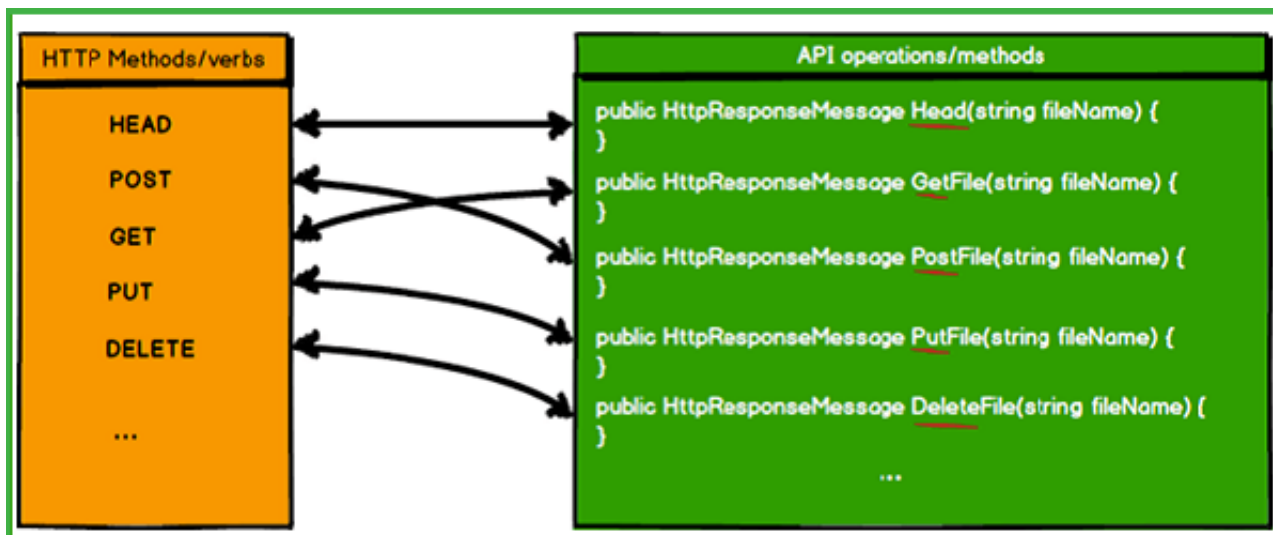 HTTP Methods/verbs
HEAD
POST
GET
PUT
DELETE
...
API operations/methods
public HttpResponseMessage Head(string fileName) {
}
public HttpResponseMessage GetFile(string fileName) {
}
public HttpResponseMessage PostFile(string fileName) {
}
public HttpResponseMessage PutFile(string fileName) {
}
public HttpResponseMessage DeleteFile(string fileName) {
}
...